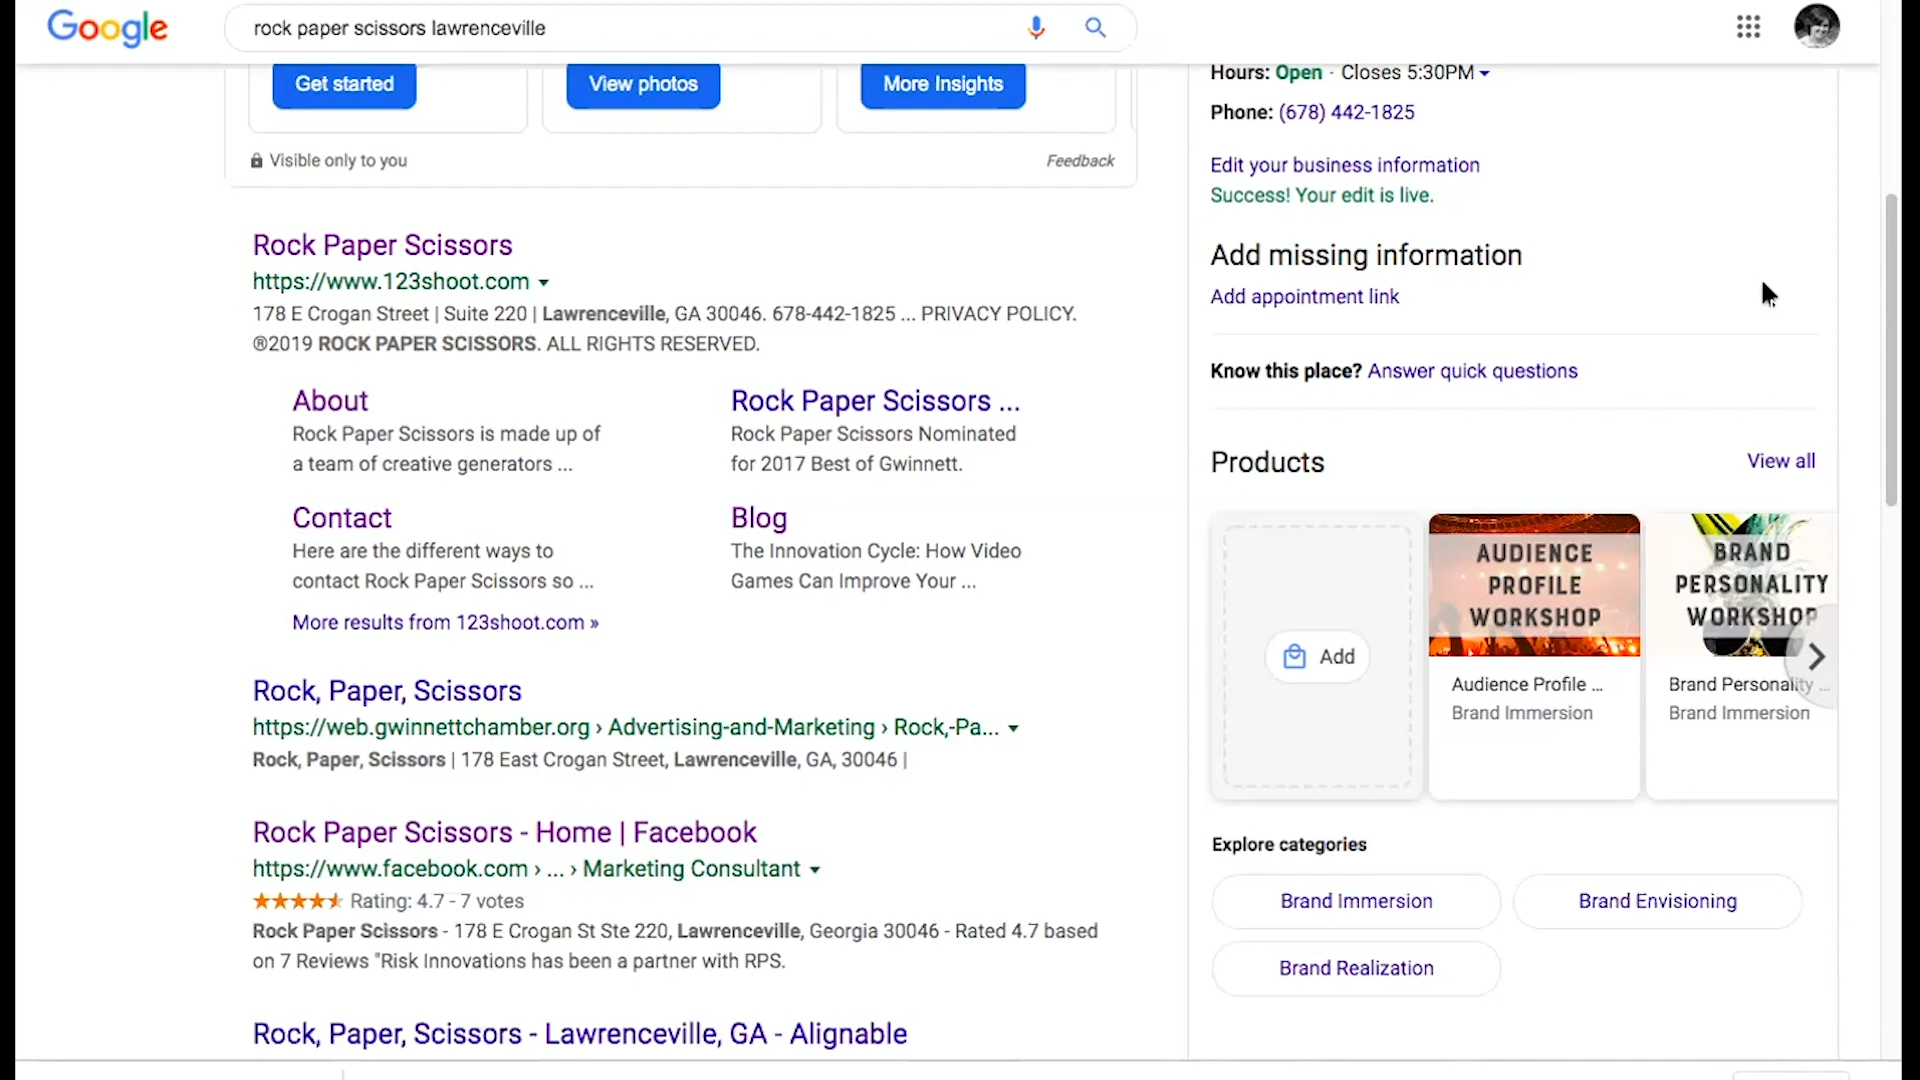 Google
rock paper scissors lawrenceville
Get started
View photos
More Insights
Visible only to you
Feedback
Rock Paper Scissors
https://www.123shoot.com
178 E Crogan Street | Suite 220 | Lawrenceville, GA 30046. 678-442-1825 ... PRIVACY POLICY.
®2019 ROCK PAPER SCISSORS. ALL RIGHTS RESERVED.
About
Rock Paper Scissors is made up of
a team of creative generators ...
Rock Paper Scissors ...
Rock Paper Scissors Nominated
for 2017 Best of Gwinnett.
Contact
Here are the different ways to
contact Rock Paper Scissors so ...
Blog
The Innovation Cycle: How Video
Games Can Improve Your ...
More results from 123shoot.com »
Rock, Paper, Scissors
https://web.gwinnettchamber.org › Advertising-and-Marketing › Rock,-Pa...
Rock, Paper, Scissors | 178 East Crogan Street, Lawrenceville, GA, 30046 |
Rock Paper Scissors - Home | Facebook
https://www.facebook.com › ... › Marketing Consultant
Rating: 4.7 - 7 votes
Rock Paper Scissors - 178 E Crogan St Ste 220, Lawrenceville, Georgia 30046 - Rated 4.7 based
on 7 Reviews "Risk Innovations has been a partner with RPS.
Rock, Paper, Scissors - Lawrenceville, GA - Alignable
Hours: Open · Closes 5:30PM
Phone: (678) 442-1825
Edit your business information
Success! Your edit is live.
Add missing information
Add appointment link
Know this place? Answer quick questions
Products
View all
Add
AUDIENCE
PROFILE
WORKSHOP
Audience Profile ...
Brand Immersion
BRAND
PERSONALITY
WORKSHOP
Brand Personality ...
Brand Immersion
Explore categories
Brand Immersion
Brand Envisioning
Brand Realization